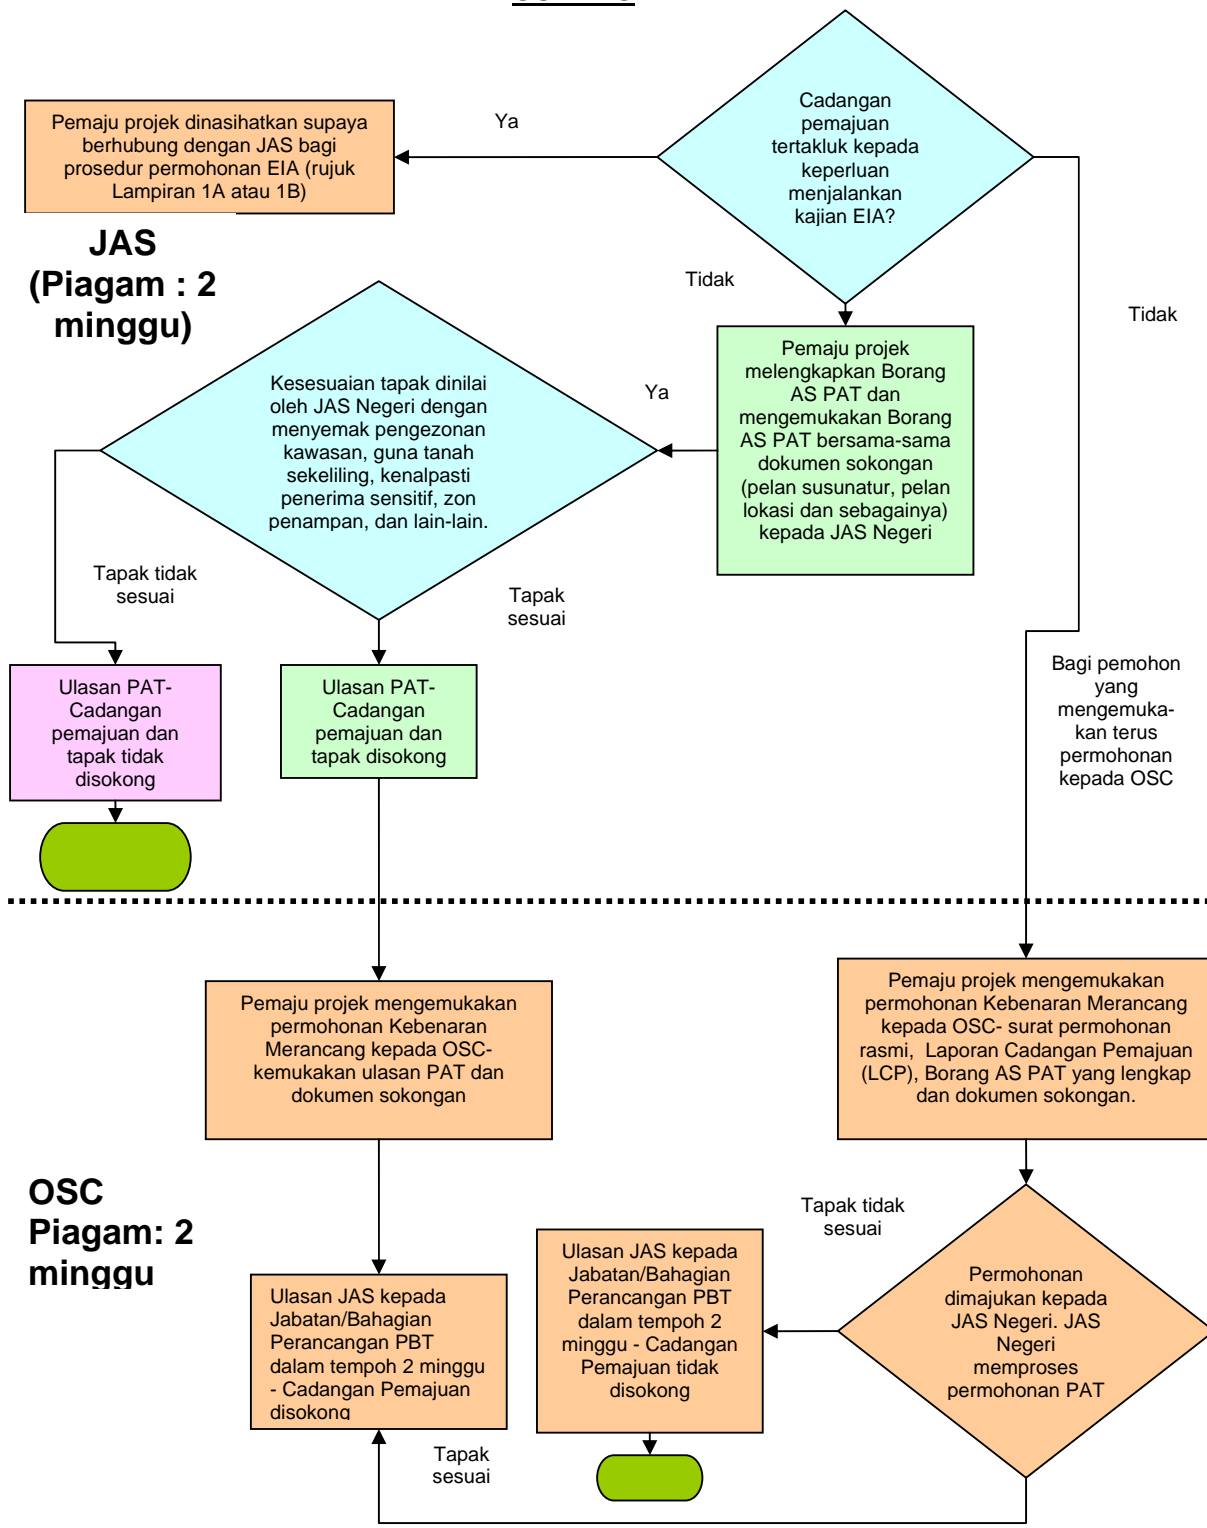 Cadangan
pemajuan
tertakluk kepada
keperluan
menjalankan
kajian EIA?
Ya
Pemaju projek dinasihatkan supaya
berhubung dengan JAS bagi
prosedur permohonan EIA (rujuk
Lampiran 1A atau 1B)
JAS
(Piagam : 2
minggu)
Tidak
Tidak
Pemaju projek
melengkapkan Borang
AS PAT dan
mengemukakan Borang
AS PAT bersama-sama
dokumen sokongan
(pelan susunatur, pelan
lokasi dan sebagainya)
kepada JAS Negeri
Ya
Kesesuaian tapak dinilai
oleh JAS Negeri dengan
menyemak pengezonan
kawasan, guna tanah
sekeliling, kenalpasti
penerima sensitif, zon
penampan, dan lain-lain.
Tapak tidak
sesuai
Tapak
sesuai
Ulasan PAT-
Cadangan
pemajuan dan
tapak tidak
disokong
Ulasan PAT-
Cadangan
pemajuan dan
tapak disokong
Bagi pemohon
yang
mengemuka-
kan terus
permohonan
kepada OSC
Pemaju projek mengemukakan
permohonan Kebenaran
Merancang kepada OSC-
kemukakan ulasan PAT dan
dokumen sokongan
Pemaju projek mengemukakan
permohonan Kebenaran Merancang
kepada OSC- surat permohonan
rasmi, Laporan Cadangan Pemajuan
(LCP), Borang AS PAT yang lengkap
dan dokumen sokongan.
OSC
Piagam: 2
minggu
Tapak tidak
sesuai
Ulasan JAS kepada
Jabatan/Bahagian
Perancangan PBT
dalam tempoh 2 minggu
- Cadangan Pemajuan
disokong
Ulasan JAS kepada
Jabatan/Bahagian
Perancangan PBT
dalam tempoh 2
minggu - Cadangan
Pemajuan tidak
disokong
Permohonan
dimajukan kepada
JAS Negeri. JAS
Negeri
memproses
permohonan PAT
Tapak
sesuai